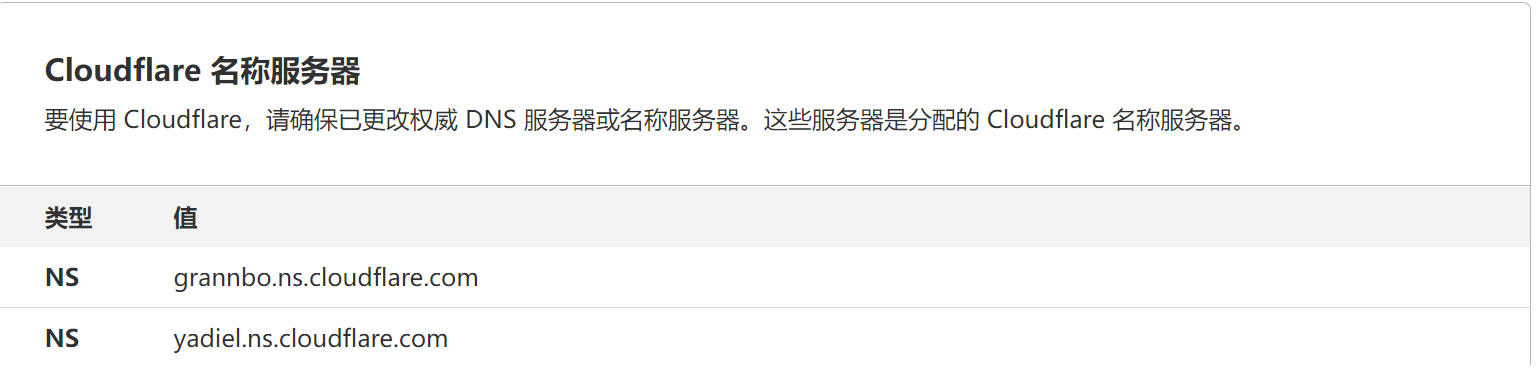 Cloudflare 名称服务器
要使用 Cloudflare，请确保已更改权威 DNS 服务器或名称服务器。这些服务器是分配的 Cloudflare 名称服务器。
类型 值
NS grannbo.ns.cloudflare.com
NS yadiel.ns.cloudflare.com